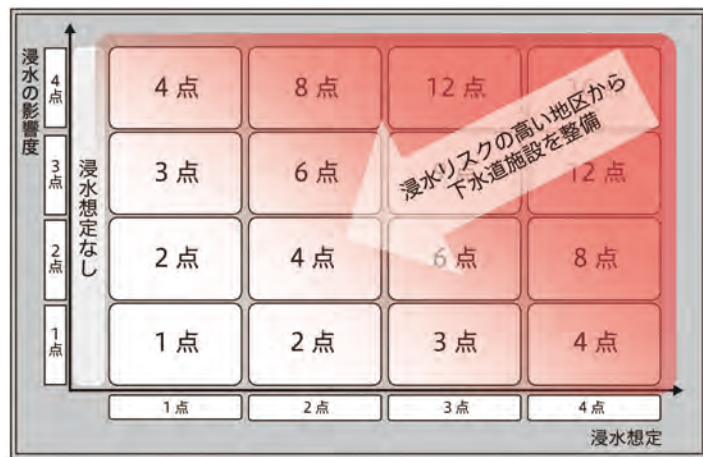 浸水の影響度
4点
3点
2点
1点
浸水想定なし
4点 8点 12点
3点 6点 12点
2点 4点 6点 8点
1点 2点 3点 4点
浸水リスクの高い地区から
下水道施設を整備
1点 2点 3点 4点
浸水想定